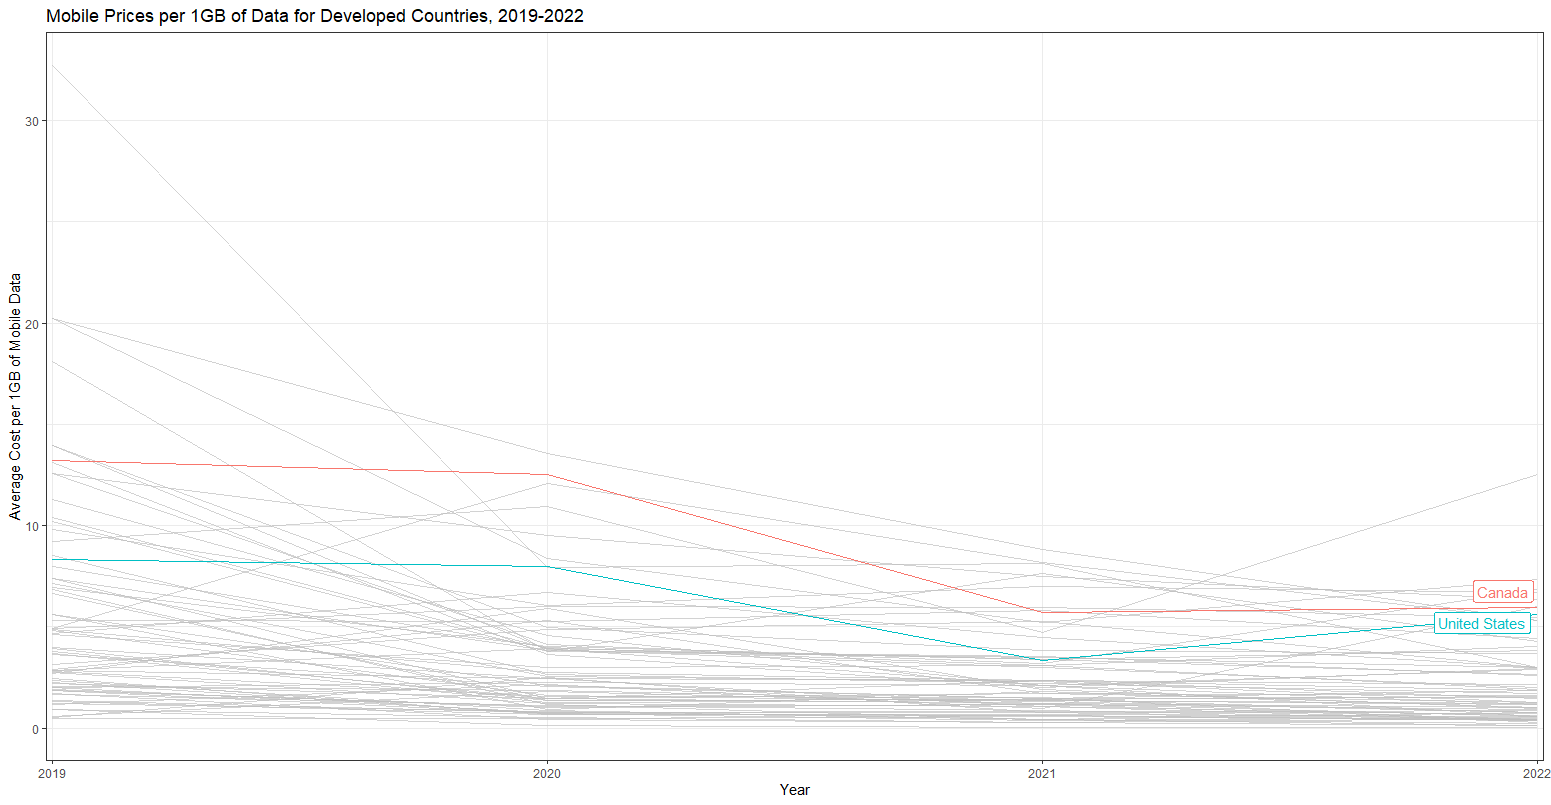 Mobile Prices per 1GB of Data for Developed Countries, 2019-2022
Average Cost per 1GB of Mobile Data
30
20
10
0
Canada
United States
2019
2020
2021
2022
Year